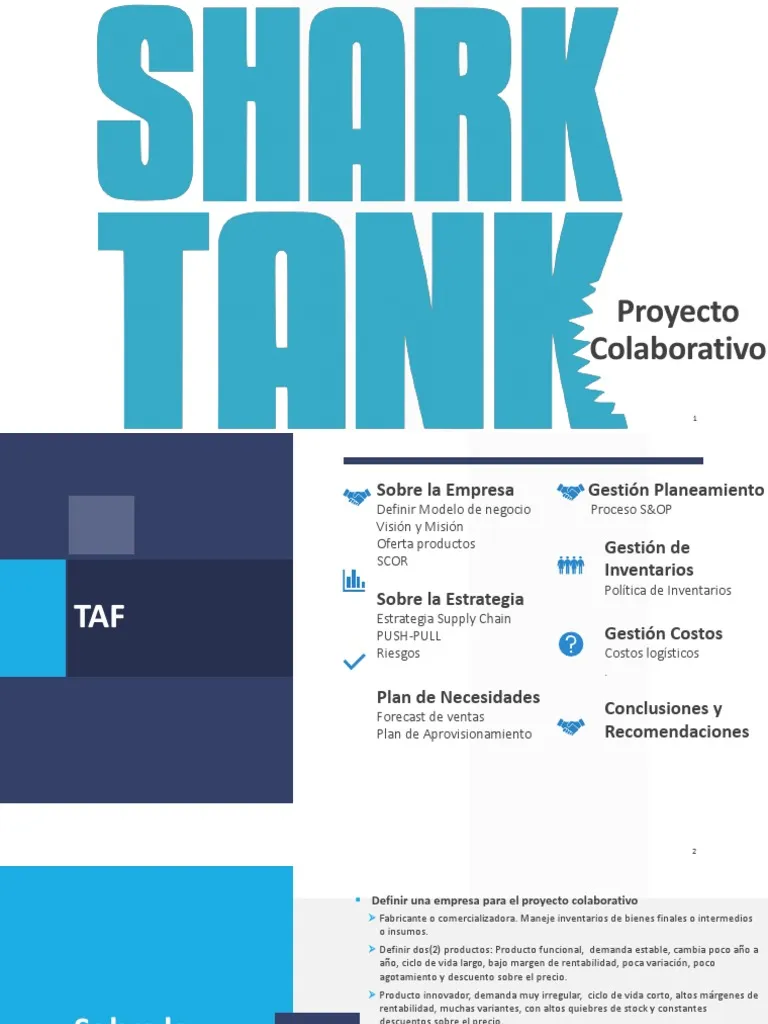 SHARK
TANK
Proyecto
Colaborativo
1
TAF
Sobre la Empresa
Definir Modelo de negocio
Visión y Misión
Oferta productos
SCOR
Sobre la Estrategia
Estrategia Supply Chain
PUSH-PULL
Riesgos
Plan de Necesidades
Forecast de ventas
Plan de Aprovisionamiento
Gestión Planeamiento
Proceso S&OP
Gestión de
Inventarios
Política de Inventarios
Gestión Costos
Costos logísticos
.
Conclusiones y
Recomendaciones
2
Definir una empresa para el proyecto colaborativo
Fabricante o comercializadora. Maneje inventarios de bienes finales o intermedios
o insumos.
Definir dos(2) productos: Producto funcional, demanda estable, cambia poco año a
año, ciclo de vida largo, bajo margen de rentabilidad, poca variación, poco
agotamiento y descuento sobre el precio.
Producto innovador, demanda muy irregular, ciclo de vida corto, altos márgenes de
rentabilidad, muchas variantes, con altos quiebres de stock y constantes
descuentos sobre el precio